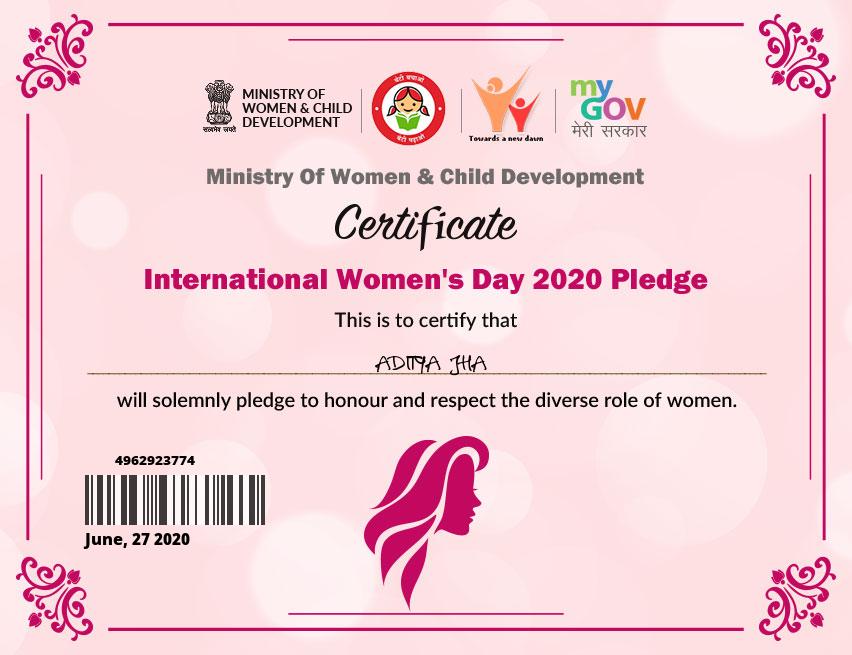 सत्यमेव जयते
MINISTRY OF
WOMEN & CHILD
DEVELOPMENT
बेटी बचाओ
बेटी पढ़ाओ
Towards a new dawn
my
GOV
मेरी सरकार
Ministry Of Women & Child Development
Certificate
International Women's Day 2020 Pledge
This is to certify that
ADITYA JHA
will solemnly pledge to honour and respect the diverse role of women.
4962923774
June, 27 2020